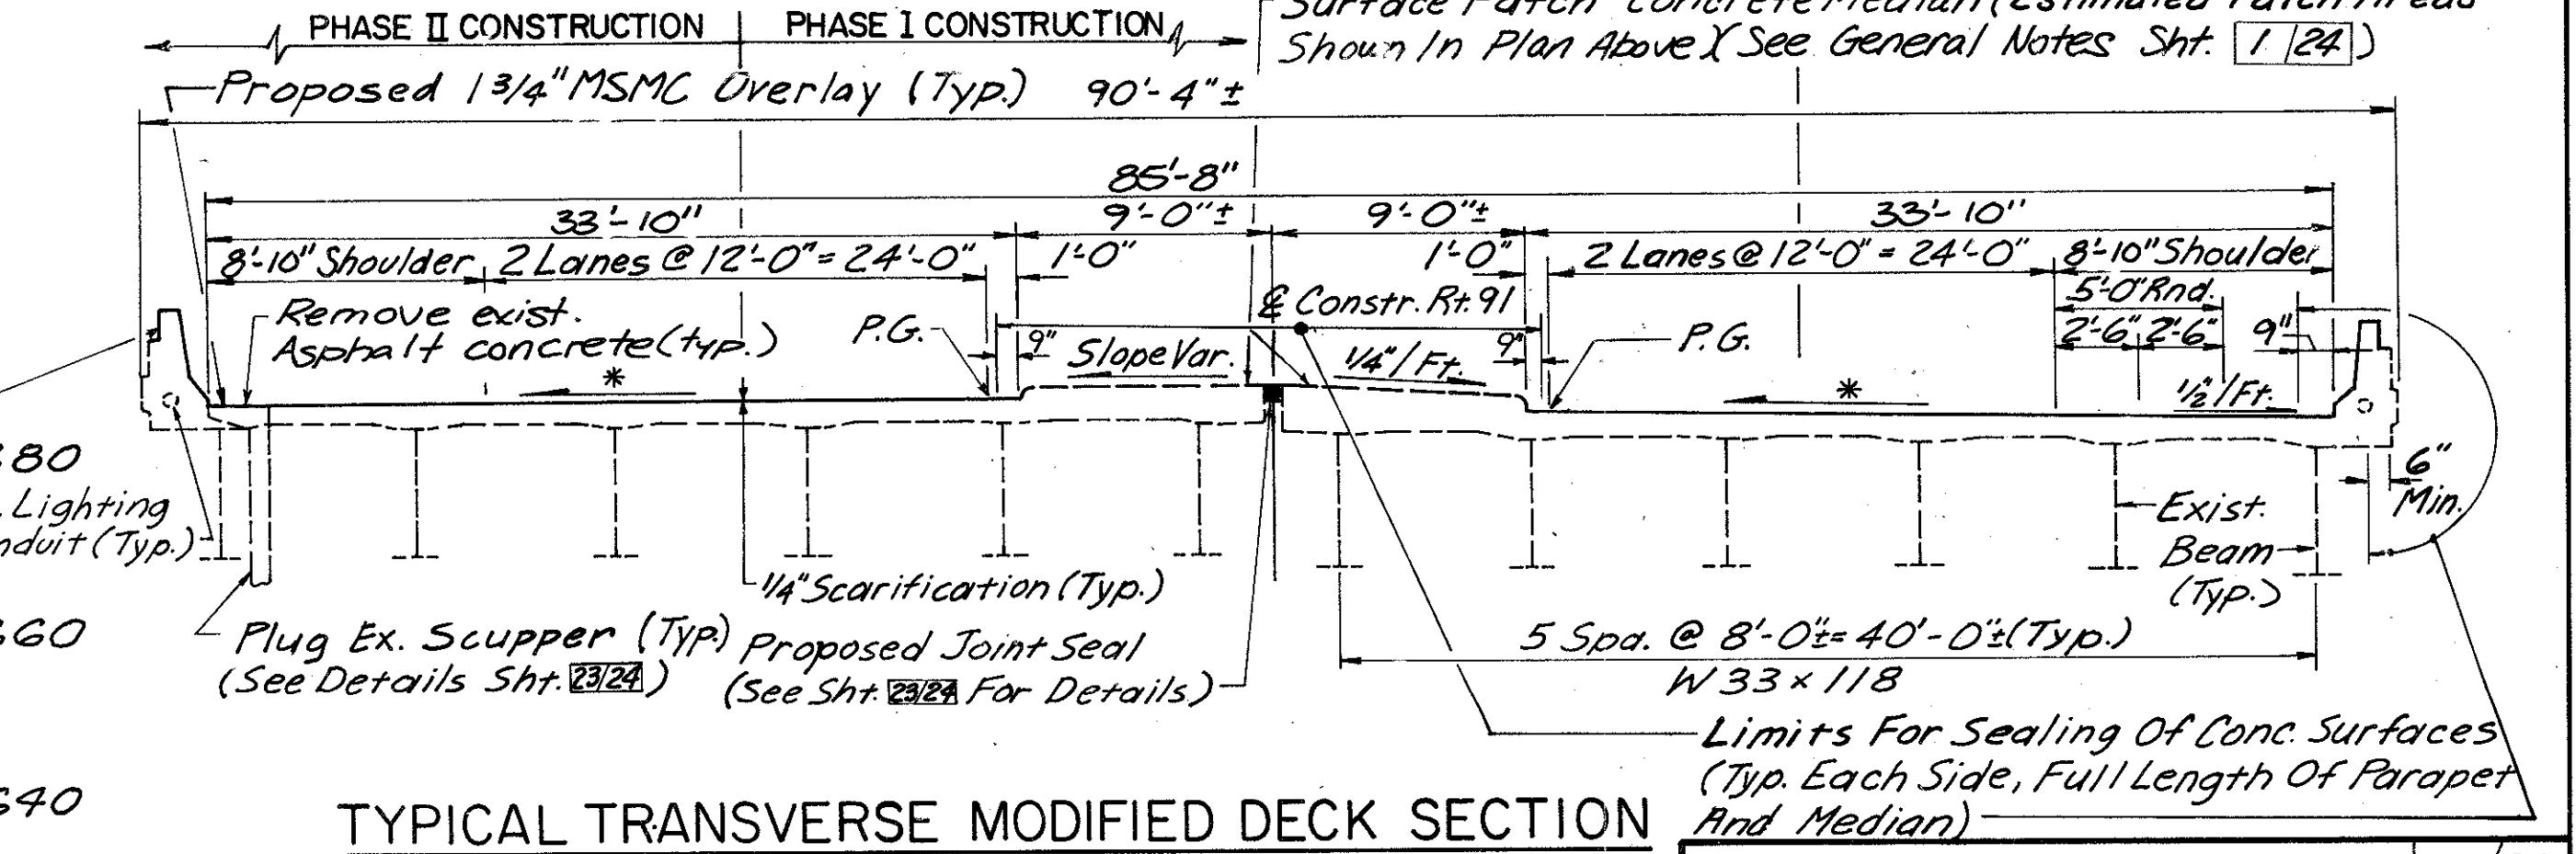 PHASE II CONSTRUCTION
PHASE I CONSTRUCTION
Surface Patch Concrete Median (Estimated Patch Areas
Shown In Plan Above)(See General Notes Sht. 1/24)
Proposed 1 3/4" MSMC Overlay (Typ.)
90'-4"±
85'-8"
33'-10"
9'-0"±
9'-0"±
33'-10"
8'-10" Shoulder
2 Lanes @ 12'-0" = 24'-0"
1'-0"
1'-0"
2 Lanes @ 12'-0" = 24'-0"
8'-10" Shoulder
5'-0" Rnd.
2'-6"
2'-6"
9"
Remove exist.
Asphalt concrete (typ.)
P.G.
9"
Slope Var.
℄ Constr. Rt. 91
1/4"/Ft.
9"
P.G.
*
*
1/2"/Ft.
80
Lighting
nduit (Typ.)
6"
Min.
Exist.
Beam
(Typ.)
1/4" Scarification (Typ.)
60
Plug Ex. Scupper (Typ.)
(See Details Sht. 23/24)
Proposed Joint Seal
(See Sht. 23/24 For Details.)
5 Spa. @ 8'-0"± = 40'-0"± (Typ.)
W 33 x 118
Limits For Sealing Of Conc. Surfaces
(Typ. Each Side, Full Length Of Parapet
And Median)
40
TYPICAL TRANSVERSE MODIFIED DECK SECTION